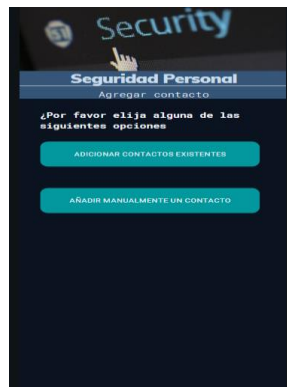 Security
Seguridad Personal
Agregar contacto
¿Por favor elija alguna de las
siguientes opciones
ADICIONAR CONTACTOS EXISTENTES
AÑADIR MANUALMENTE UN CONTACTO